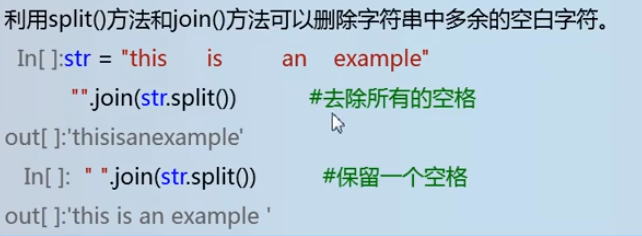 利用split()方法和join()方法可以删除字符串中多余的空白字符。
In[ ]:str = "this      is        an    example"
"".join(str.split())          #去除所有的空格
out[ ]:'thisisanexample'
In[ ]:  " ".join(str.split())         #保留一个空格
out[ ]:'this is an example '